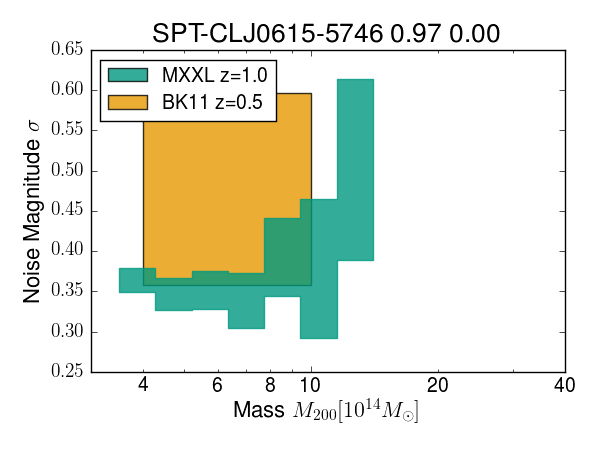 SPT-CLJ0615-5746 0.97 0.00
MXXL z=1.0
BK11 z=0.5
Noise Magnitude σ
0.65
0.60
0.55
0.50
0.45
0.40
0.35
0.30
0.25
4 6 8 10 20 40
Mass M₂₀₀[10¹⁴M☉]